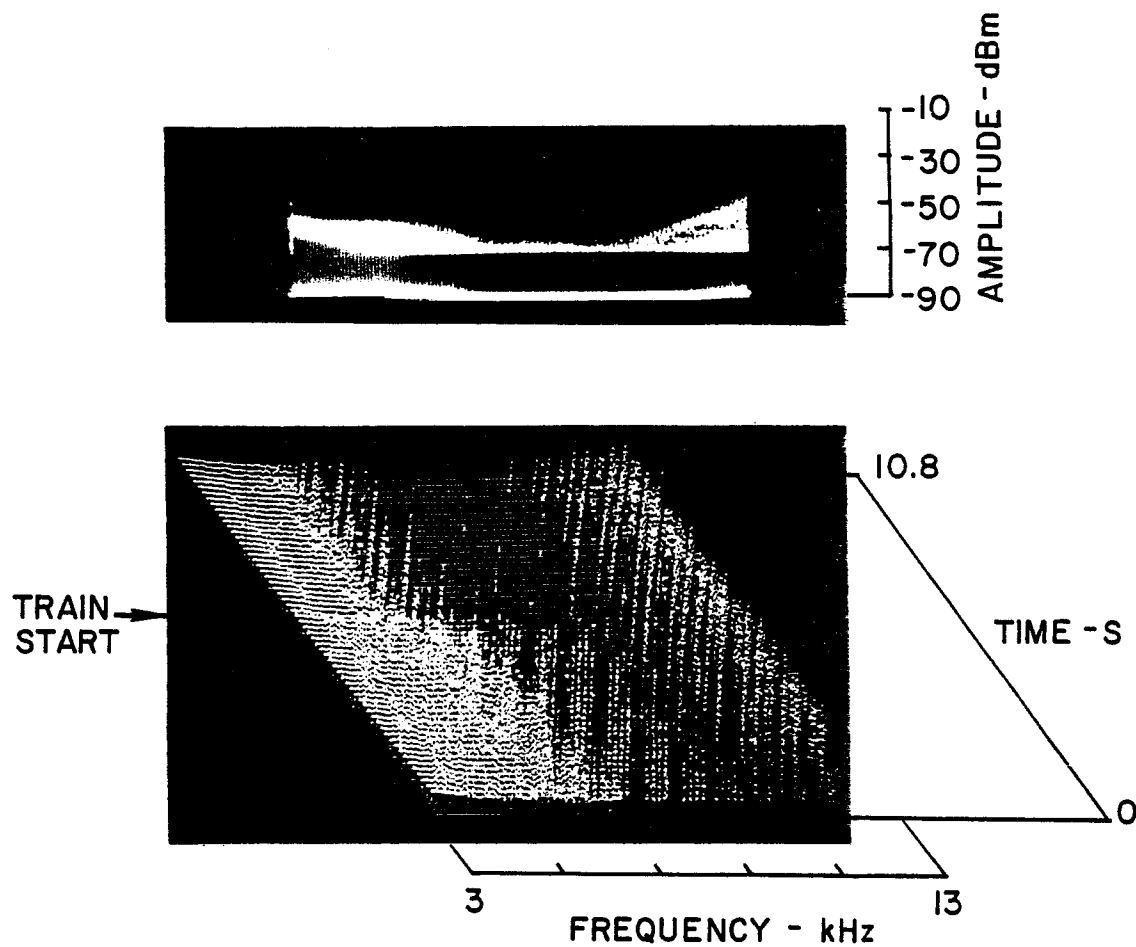 AMPLITUDE - dBm
-10
-30
-50
-70
-90
10.8
TRAIN
START
TIME - S
0
3
13
FREQUENCY - kHz